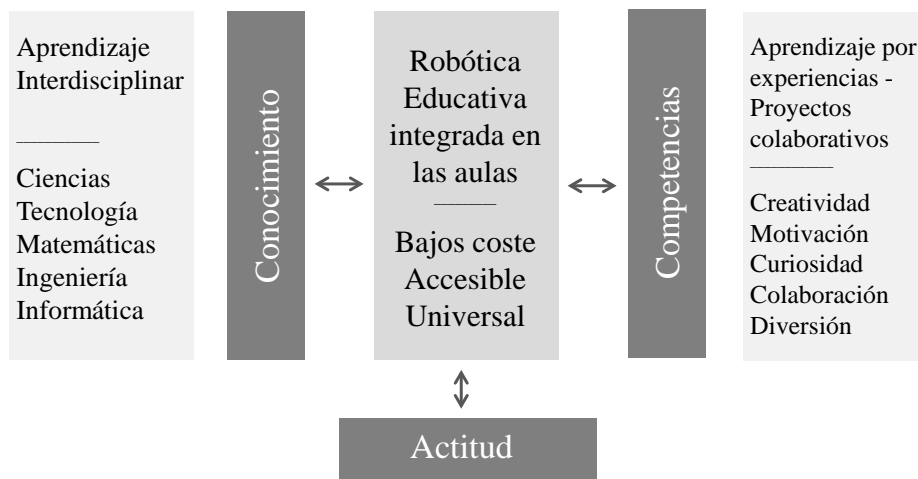 Aprendizaje
Interdisciplinar
Ciencias
Tecnología
Matemáticas
Ingeniería
Informática
Conocimiento
Robótica
Educativa
integrada en
las aulas
Bajos coste
Accesible
Universal
Competencias
Aprendizaje por
experiencias -
Proyectos
colaborativos
Creatividad
Motivación
Curiosidad
Colaboración
Diversión
Actitud